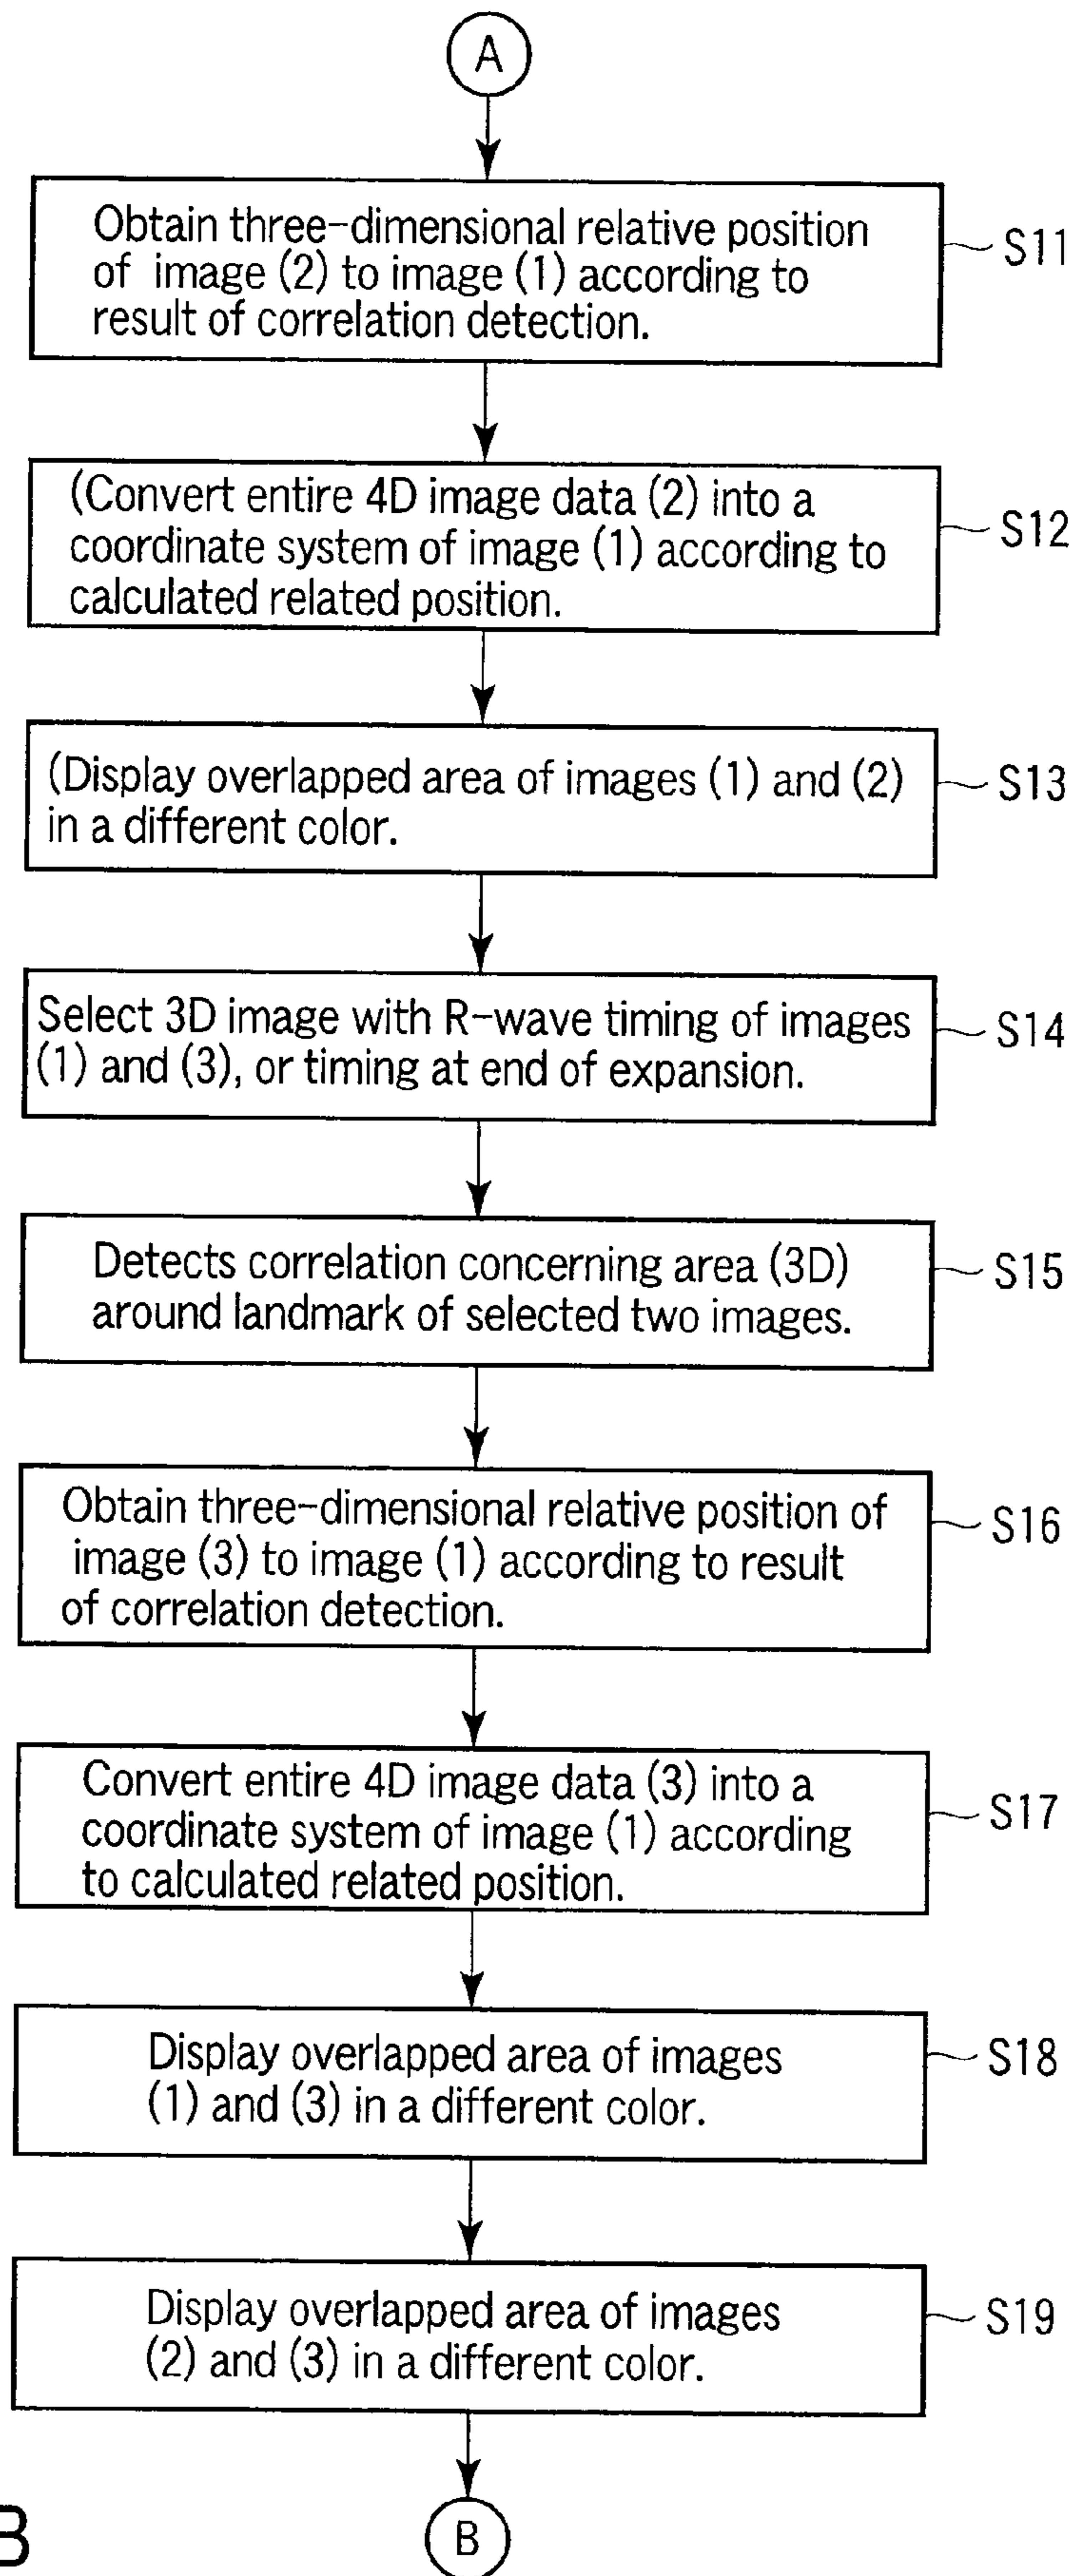 A
Obtain three-dimensional relative position
of image (2) to image (1) according to
result of correlation detection.
S11
(Convert entire 4D image data (2) into a
coordinate system of image (1) according to
calculated related position.
S12
(Display overlapped area of images (1) and (2)
in a different color.
S13
Select 3D image with R-wave timing of images
(1) and (3), or timing at end of expansion.
S14
Detects correlation concerning area (3D)
around landmark of selected two images.
S15
Obtain three-dimensional relative position of
image (3) to image (1) according to result
of correlation detection.
S16
Convert entire 4D image data (3) into a
coordinate system of image (1) according
to calculated related position.
S17
Display overlapped area of images
(1) and (3) in a different color.
S18
Display overlapped area of images
(2) and (3) in a different color.
S19
B
B